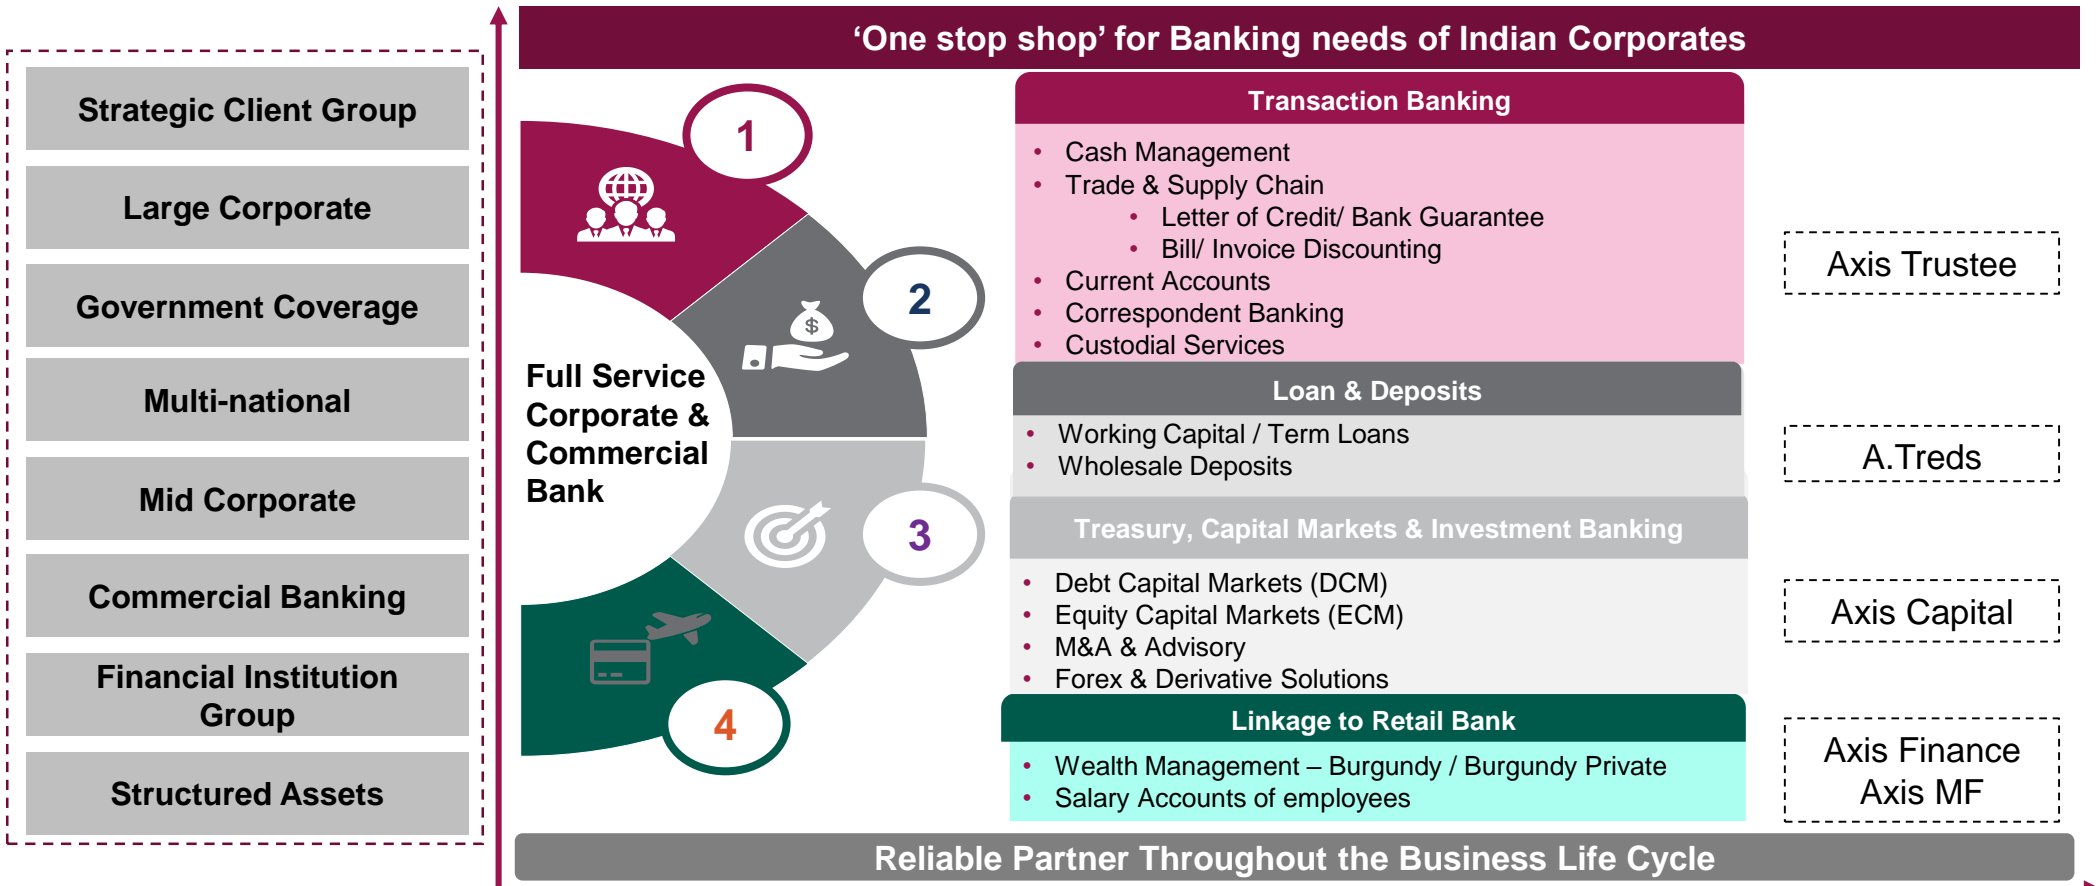 ‘One stop shop’ for Banking needs of Indian Corporates
Strategic Client Group
Large Corporate
Government Coverage
Multi-national
Mid Corporate
Commercial Banking
Financial Institution
Group
Structured Assets
1
2
3
4
$
Full Service
Corporate &
Commercial
Bank
Transaction Banking
• Cash Management
• Trade & Supply Chain
• Letter of Credit/ Bank Guarantee
• Bill/ Invoice Discounting
• Current Accounts
• Correspondent Banking
• Custodial Services
Loan & Deposits
• Working Capital / Term Loans
• Wholesale Deposits
Treasury, Capital Markets & Investment Banking
• Debt Capital Markets (DCM)
• Equity Capital Markets (ECM)
• M&A & Advisory
• Forex & Derivative Solutions
Linkage to Retail Bank
• Wealth Management – Burgundy / Burgundy Private
• Salary Accounts of employees
Axis Trustee
A.Treds
Axis Capital
Axis Finance
Axis MF
Reliable Partner Throughout the Business Life Cycle